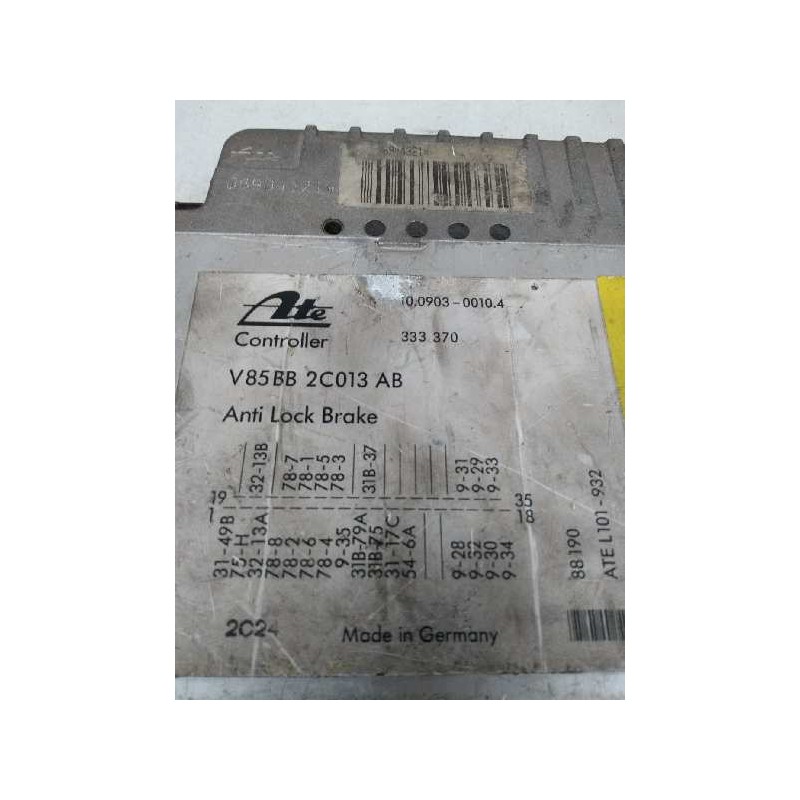 Ate
10.0903-0010.4
Controller
333 370
V85BB 2C013 AB
Anti Lock Brake
32-13B 78-7 78-1 78-5 78-3 31B-37 9-31 9-29 9-33
19 35
1 18
31-49B 75-H 32-13A 78-8 78-2 78-6 78-4 9-35 31B-79A 31B-75 31-17C 54-6A 9-28 9-32 9-30 9-34
Made in Germany
88190
ATE L101-932